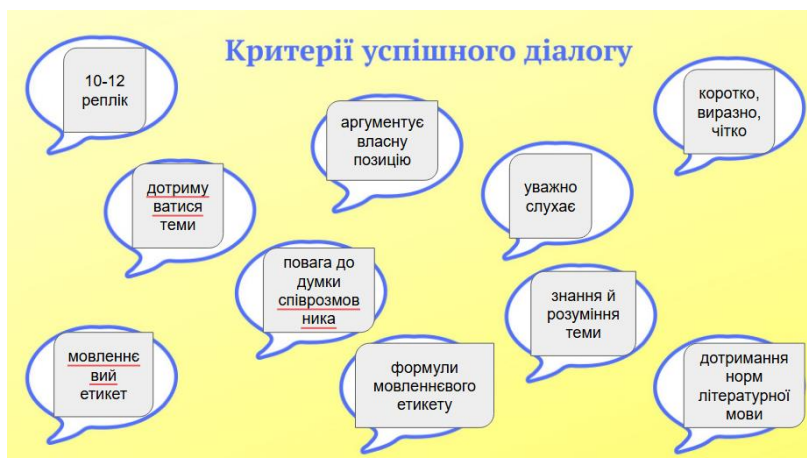 Критерії успішного діалогу
10-12
реплік
аргументує
власну
позицію
коротко,
виразно,
чітко
дотриму
ватися
теми
уважно
слухає
повага до
думки
співрозмов
ника
знання й
розуміння
теми
мовленнє
вий
етикет
формули
мовленнєвого
етикету
дотримання
норм
літературної
мови